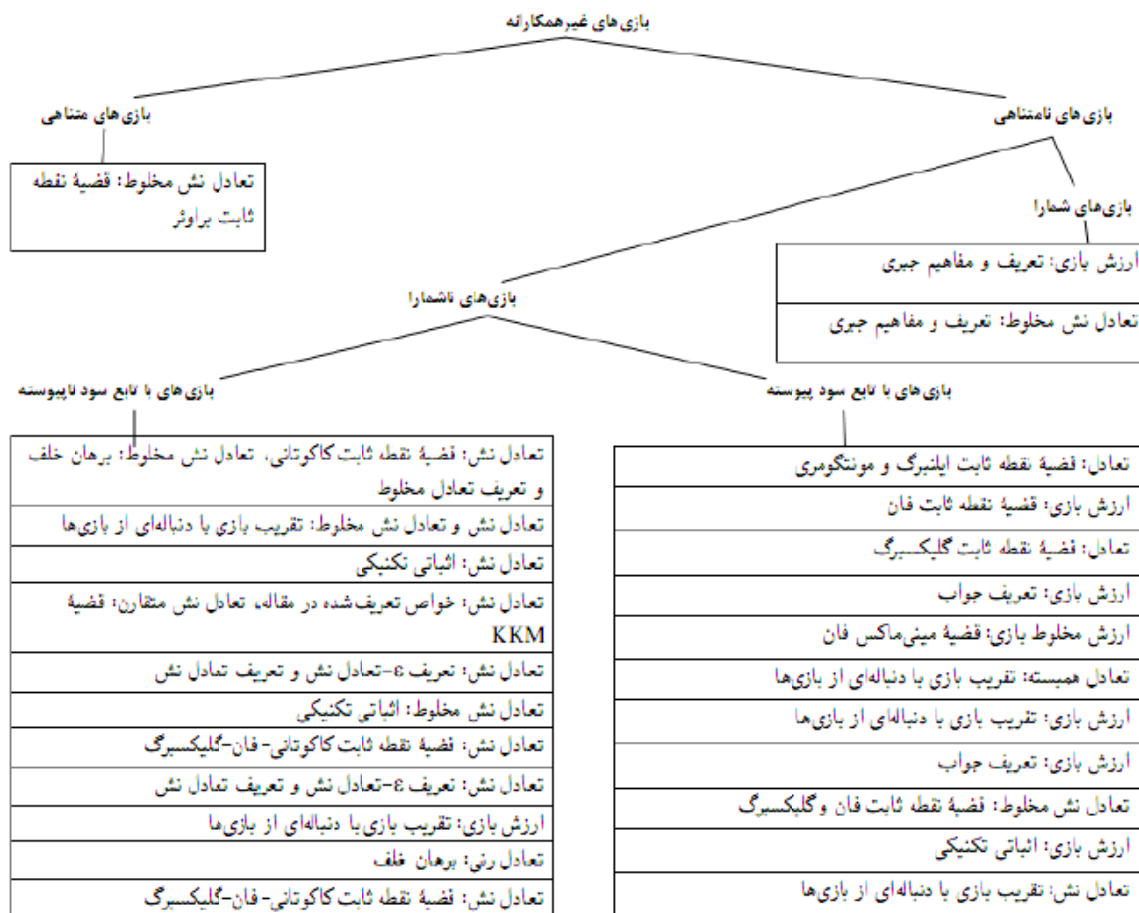 بازی‌های غیرهمکارانه
بازی‌های نامتناهی
بازی‌های متناهی
تعادل نش مخلوط: قضیهٔ نقطه
ثابت براوئر
بازی‌های شمارا
ارزش بازی: تعریف و مفاهیم جبری
تعادل نش مخلوط: تعریف و مفاهیم جبری
بازی‌های ناشمارا
بازی‌های با تابع سود پیوسته
تعادل: قضیهٔ نقطه ثابت ایلنبرگ و مونتگومری
ارزش بازی: قضیهٔ نقطه ثابت فان
تعادل: قضیهٔ نقطه ثابت گلیکسبرگ
ارزش بازی: تعریف جواب
ارزش مخلوط بازی: قضیهٔ مینی‌ماکس فان
تعادل همبسته: تقریب بازی با دنباله‌ای از بازی‌ها
ارزش بازی: تقریب بازی با دنباله‌ای از بازی‌ها
ارزش بازی: تعریف جواب
تعادل نش مخلوط: قضیهٔ نقطه ثابت فان و گلیکسبرگ
ارزش بازی: اثباتی تکنیکی
تعادل نش: تقریب بازی با دنباله‌ای از بازی‌ها
بازی‌های با تابع سود ناپیوسته
تعادل نش: قضیهٔ نقطه ثابت کاکوتانی، تعادل نش مخلوط: برهان خلف
و تعریف تعادل مخلوط
تعادل نش و تعادل نش مخلوط: تقریب بازی با دنباله‌ای از بازی‌ها
تعادل نش: اثباتی تکنیکی
تعادل نش: خواص تعریف‌شده در مقاله، تعادل نش متقارن: قضیهٔ
KKM
تعادل نش: تعریف ε-تعادل نش و تعریف تعادل نش
تعادل نش مخلوط: اثباتی تکنیکی
تعادل نش: قضیهٔ نقطه ثابت کاکوتانی-فان-گلیکسبرگ
تعادل نش: تعریف ε-تعادل نش و تعریف تعادل نش
ارزش بازی: تقریب بازی با دنباله‌ای از بازی‌ها
تعادل رنی: برهان خلف
تعادل نش: قضیهٔ نقطه ثابت کاکوتانی-فان-گلیکسبرگ